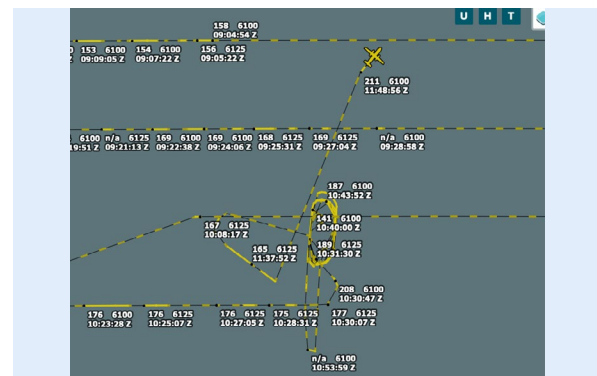 U H T
158 6100
09:04:54 Z
153 6100 154 6100 156 6125
09:09:05 Z 09:07:22 Z 09:05:22 Z
211 6100
11:48:56 Z
6100 n/a 6125 169 6100 169 6100 168 6125 169 6125 n/a 6100
19:51 Z 09:21:13 Z 09:22:38 Z 09:24:06 Z 09:25:31 Z 09:27:04 Z 09:28:58 Z
187 6100
10:43:52 Z
167 6125 141 6100
10:08:17 Z 10:40:00 Z
165 6125 189 6125
11:37:52 Z 10:31:30 Z
208 6100
10:30:47 Z
176 6100 176 6125 176 6125 175 6125 177 6125
10:23:28 Z 10:25:07 Z 10:27:05 Z 10:28:31 Z 10:30:07 Z
n/a 6100
10:53:59 Z